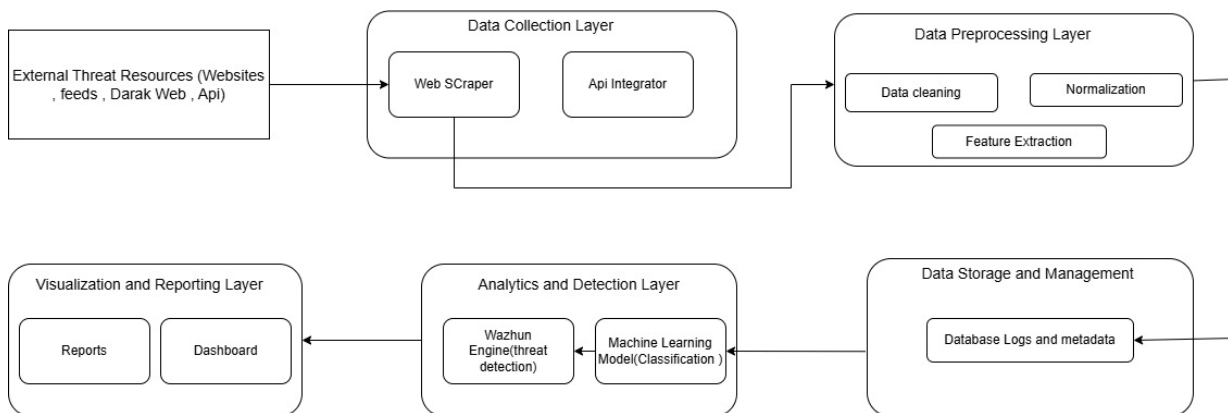 Data Collection Layer
Data Preprocessing Layer
External Threat Resources (Websites
, feeds , Darak Web , Api)
Web SCraper
Api Integrator
Data cleaning
Normalization
Feature Extraction
Visualization and Reporting Layer
Analytics and Detection Layer
Data Storage and Management
Reports
Dashboard
Wazhun
Engine(threat
detection)
Machine Learning
Model(Classification )
Database Logs and metadata